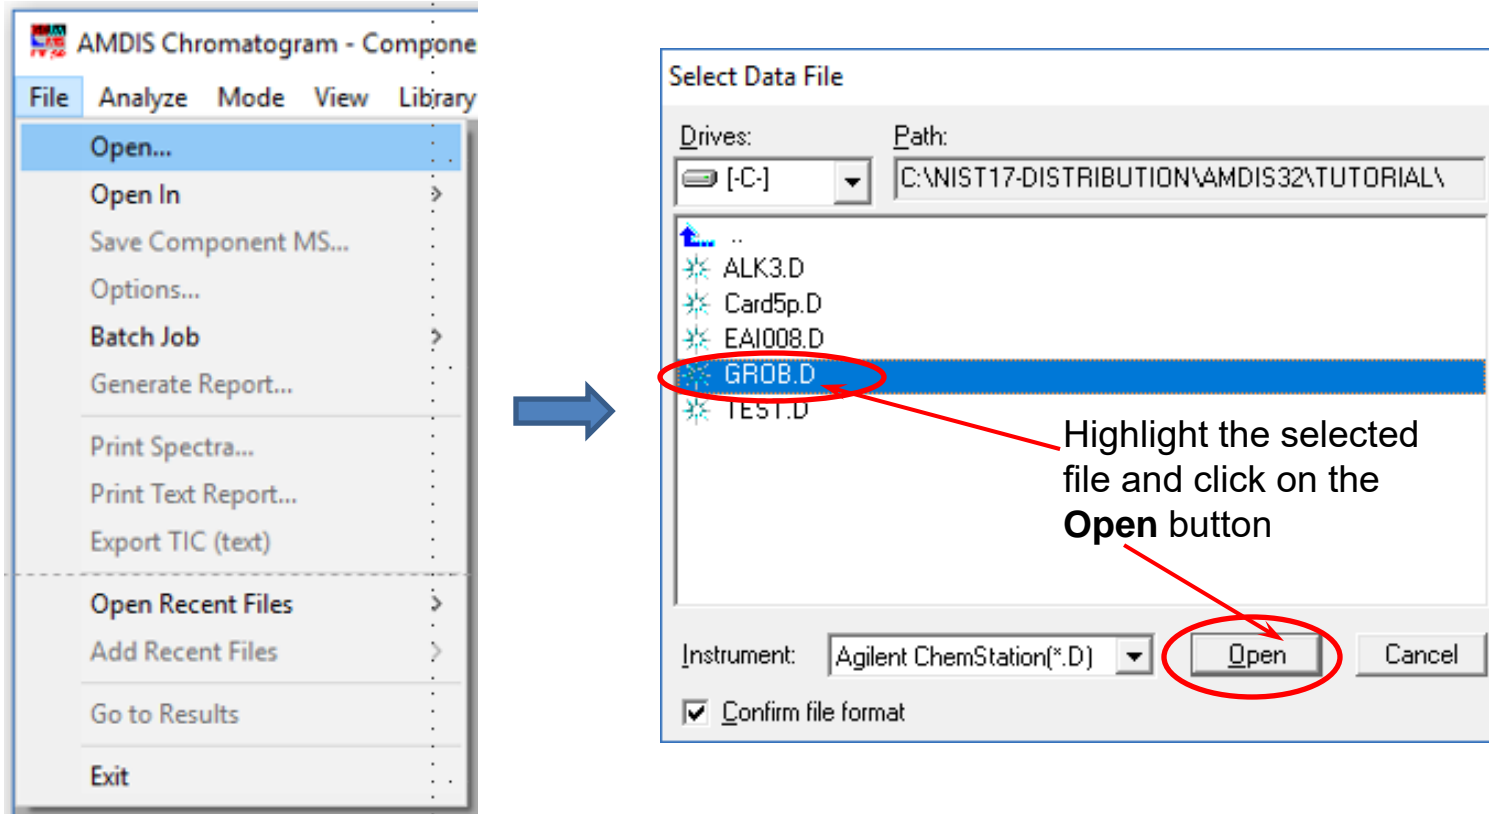 AMDIS Chromatogram - Compone
File Analyze Mode View Library
Open...
Open In
Save Component MS...
Options...
Batch Job
Generate Report...
Print Spectra...
Print Text Report...
Export TIC (text)
Open Recent Files
Add Recent Files
Go to Results
Exit
Select Data File
Drives: Path:
[-C-] C:\NIST17-DISTRIBUTION\AMDIS32\TUTORIAL\
..
ALK3.D
Card5p.D
EAI008.D
GROB.D
TEST.D
Highlight the selected
file and click on the
Open button
Instrument: Agilent ChemStation(*.D) Open Cancel
Confirm file format